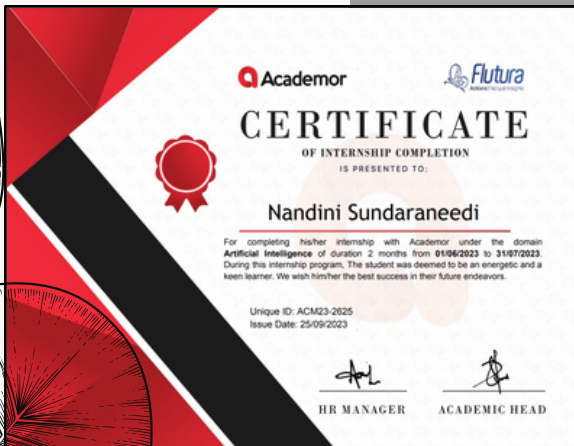 Academor
Flutura
CERTIFICATE
OF INTERNSHIP COMPLETION
IS PRESENTED TO:
Nandini Sundaraneedi
For completing his/her internship with Academor under the domain
Artificial Intelligence of duration 2 months from 01/06/2023 to 31/07/2023.
During this internship program, The student was deemed to be an energetic and a
keen learner. We wish him/her the best success in their future endeavors.
Unique ID: ACM23-2625
Issue Date: 25/09/2023
HR MANAGER
ACADEMIC HEAD